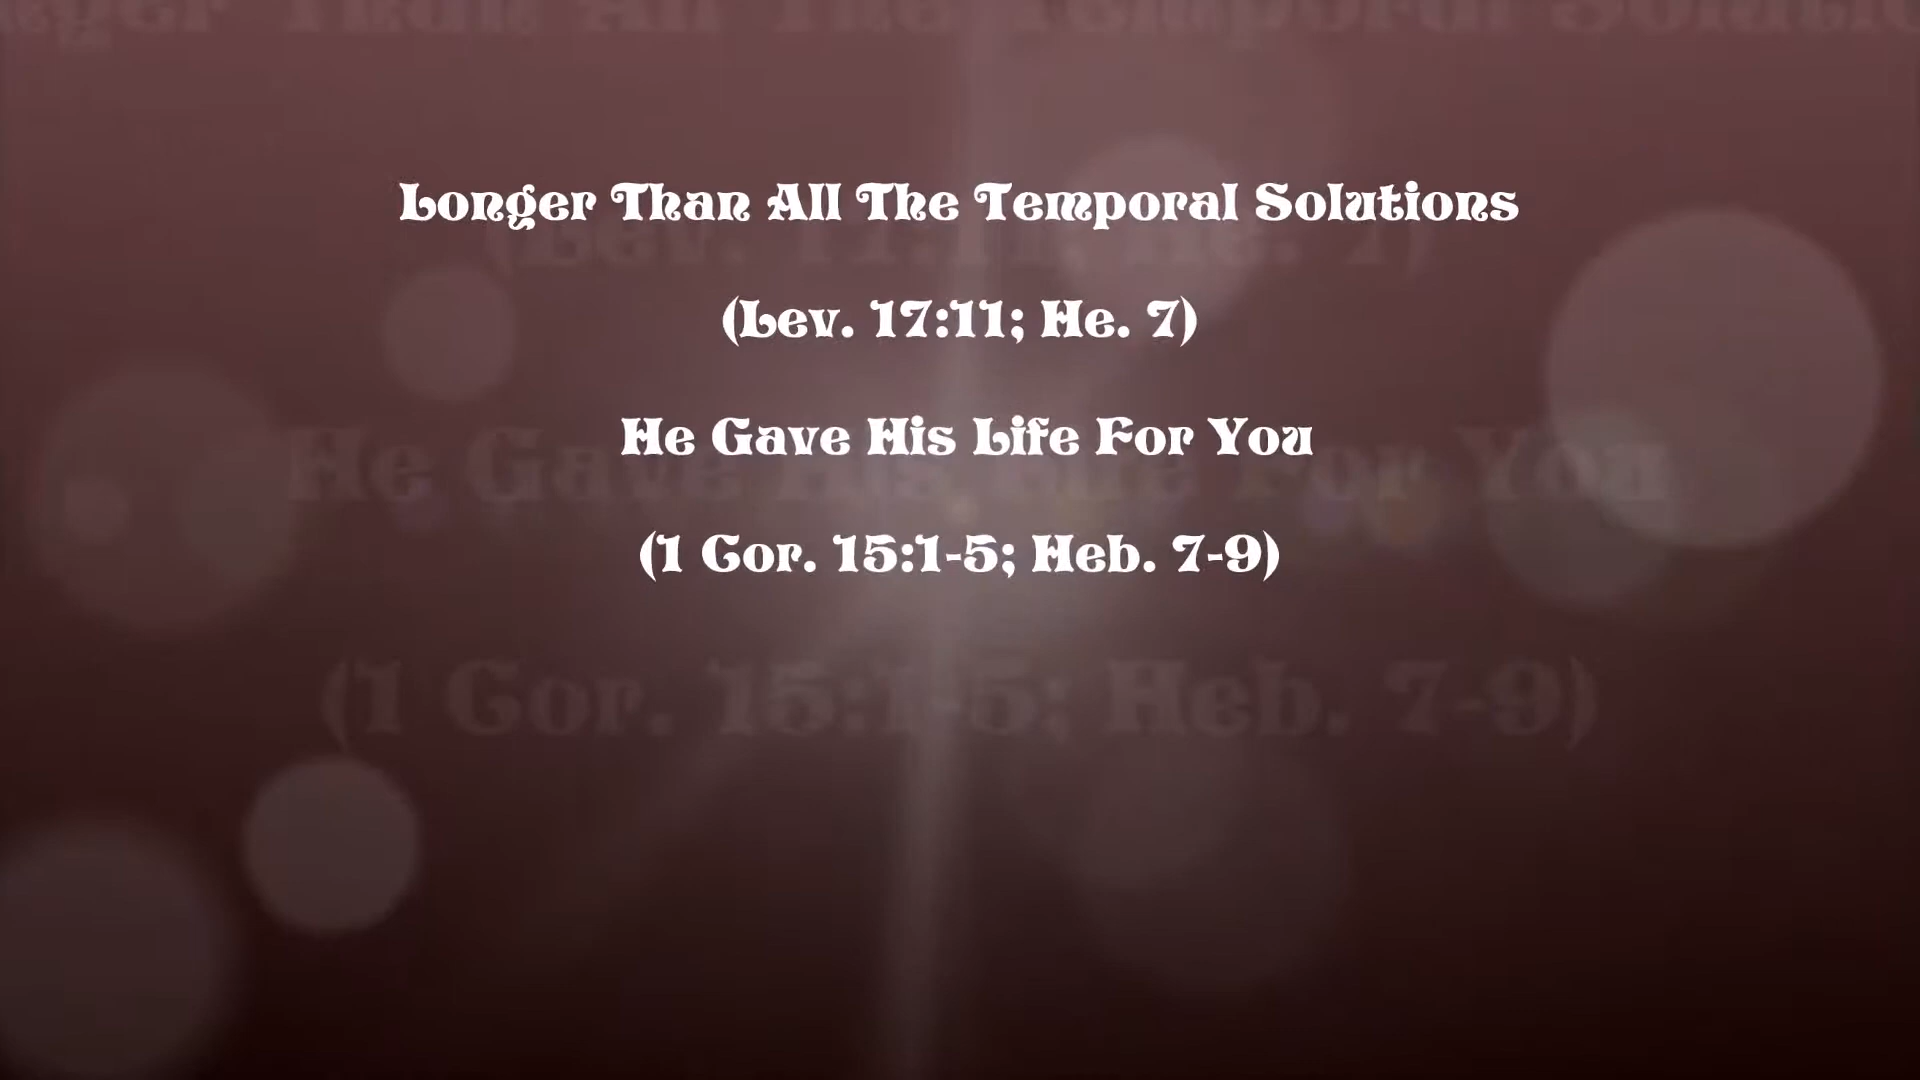 Longer Than All The Temporal Solutions
(Lev. 17:11; He. 7)
He Gave His Life For You
(1 Cor. 15:1-5; Heb. 7-9)